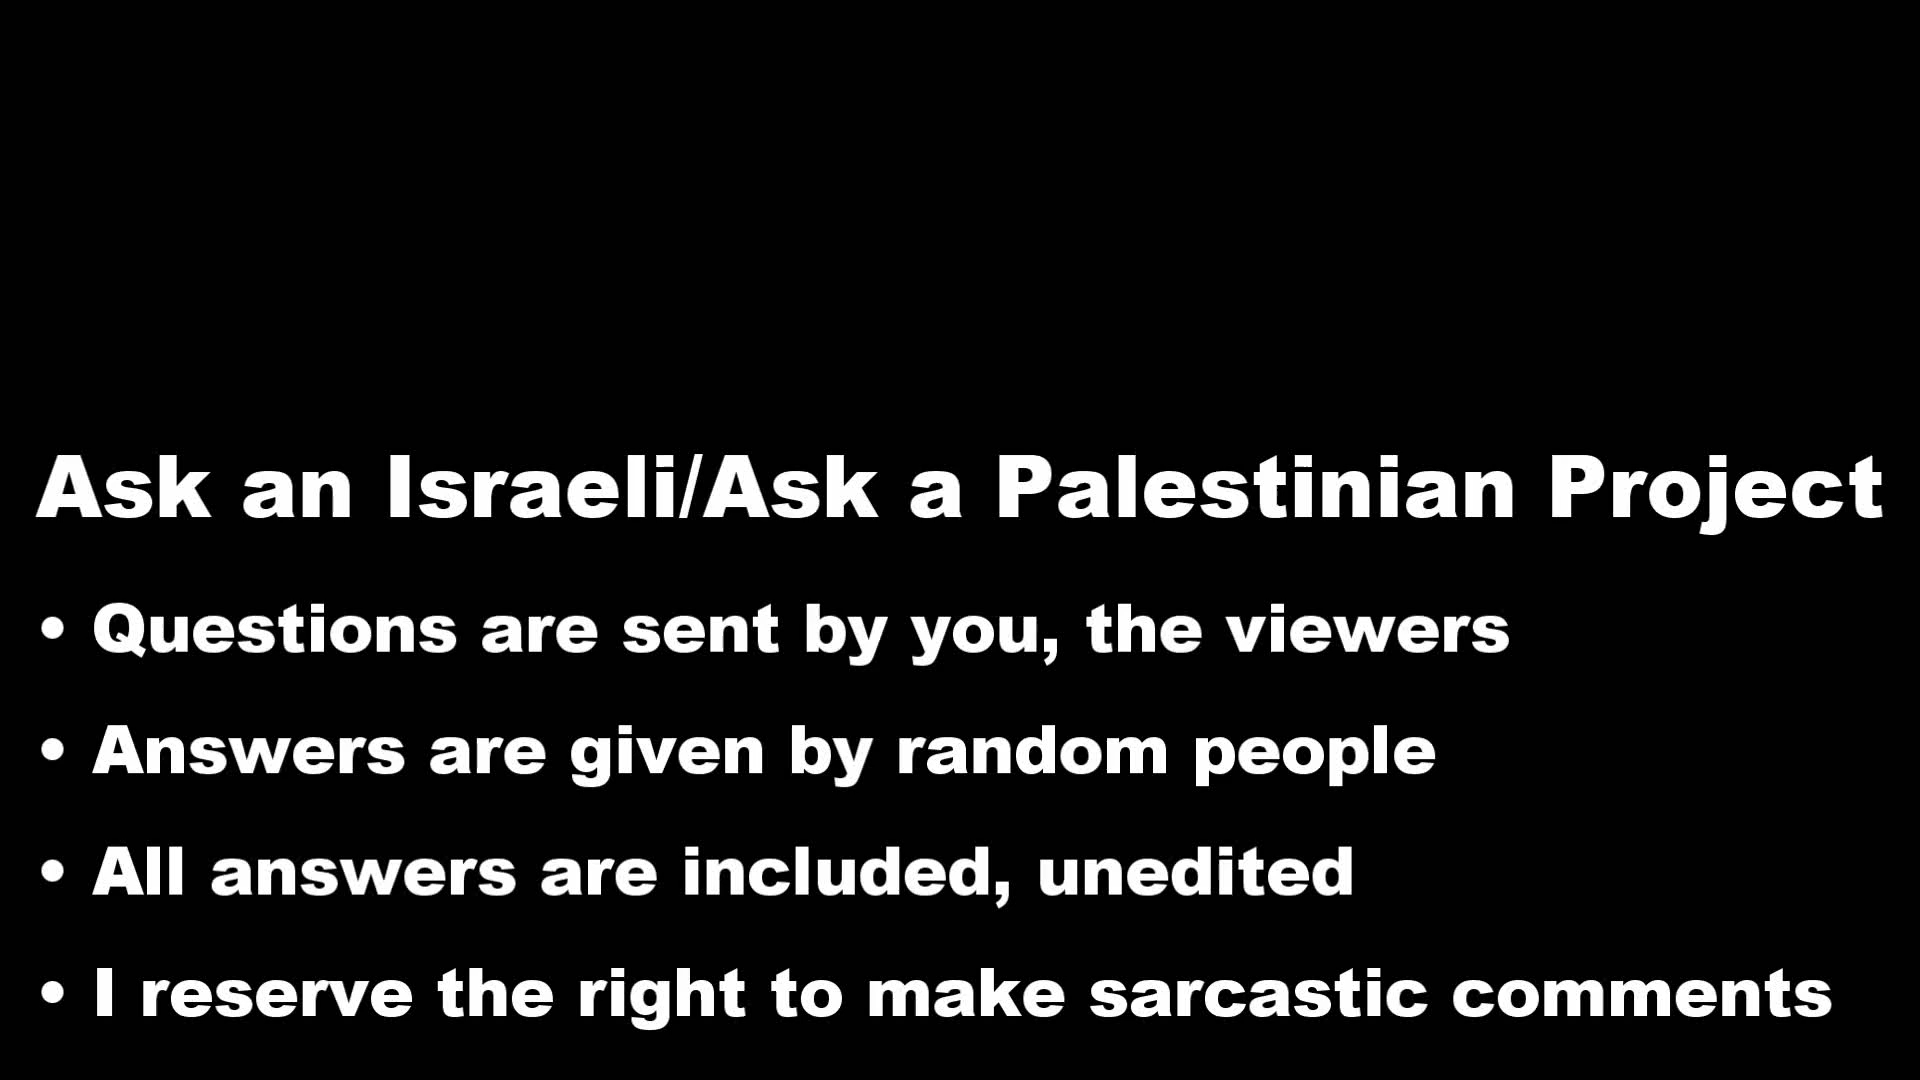 Ask an Israeli/Ask a Palestinian Project
• Questions are sent by you, the viewers
• Answers are given by random people
• All answers are included, unedited
• I reserve the right to make sarcastic comments